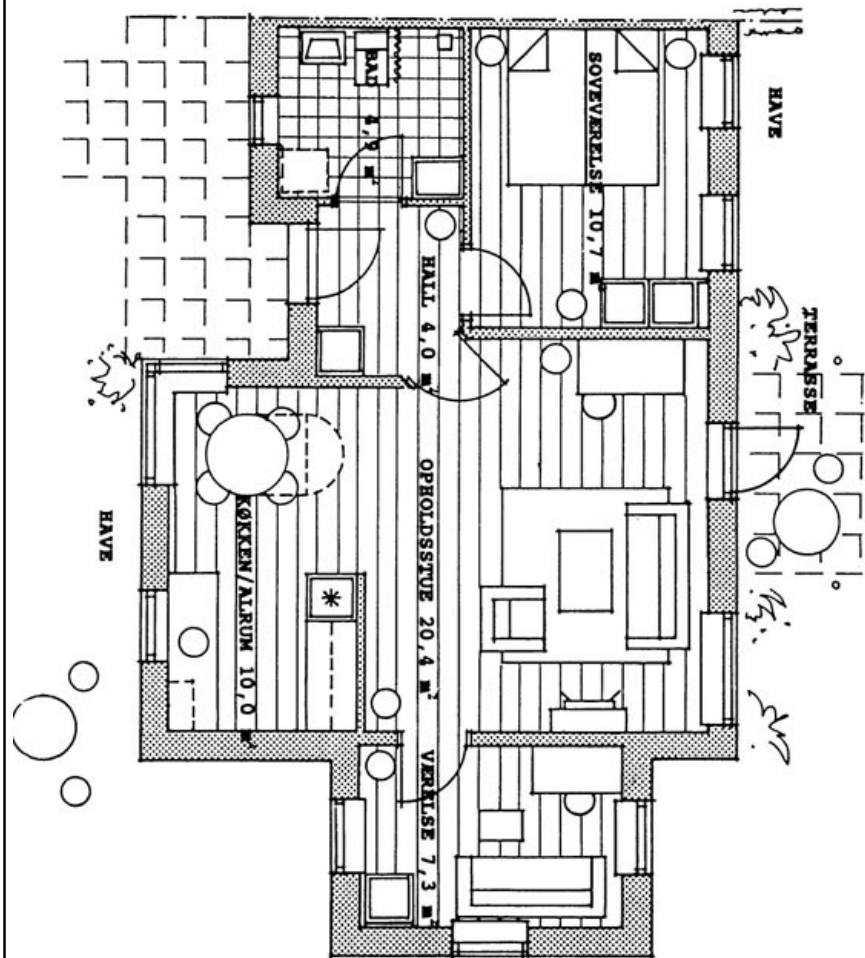 HAVE
TERRASSE
SOVEVÆRELSE 10,7 m²
BAD 4,9 m²
HALL 4,0 m²
OPHOLDSSTUE 20,4 m²
VÆRELSE 7,3 m²
KØKKEN/ALRUM 10,0 m²
HAVE